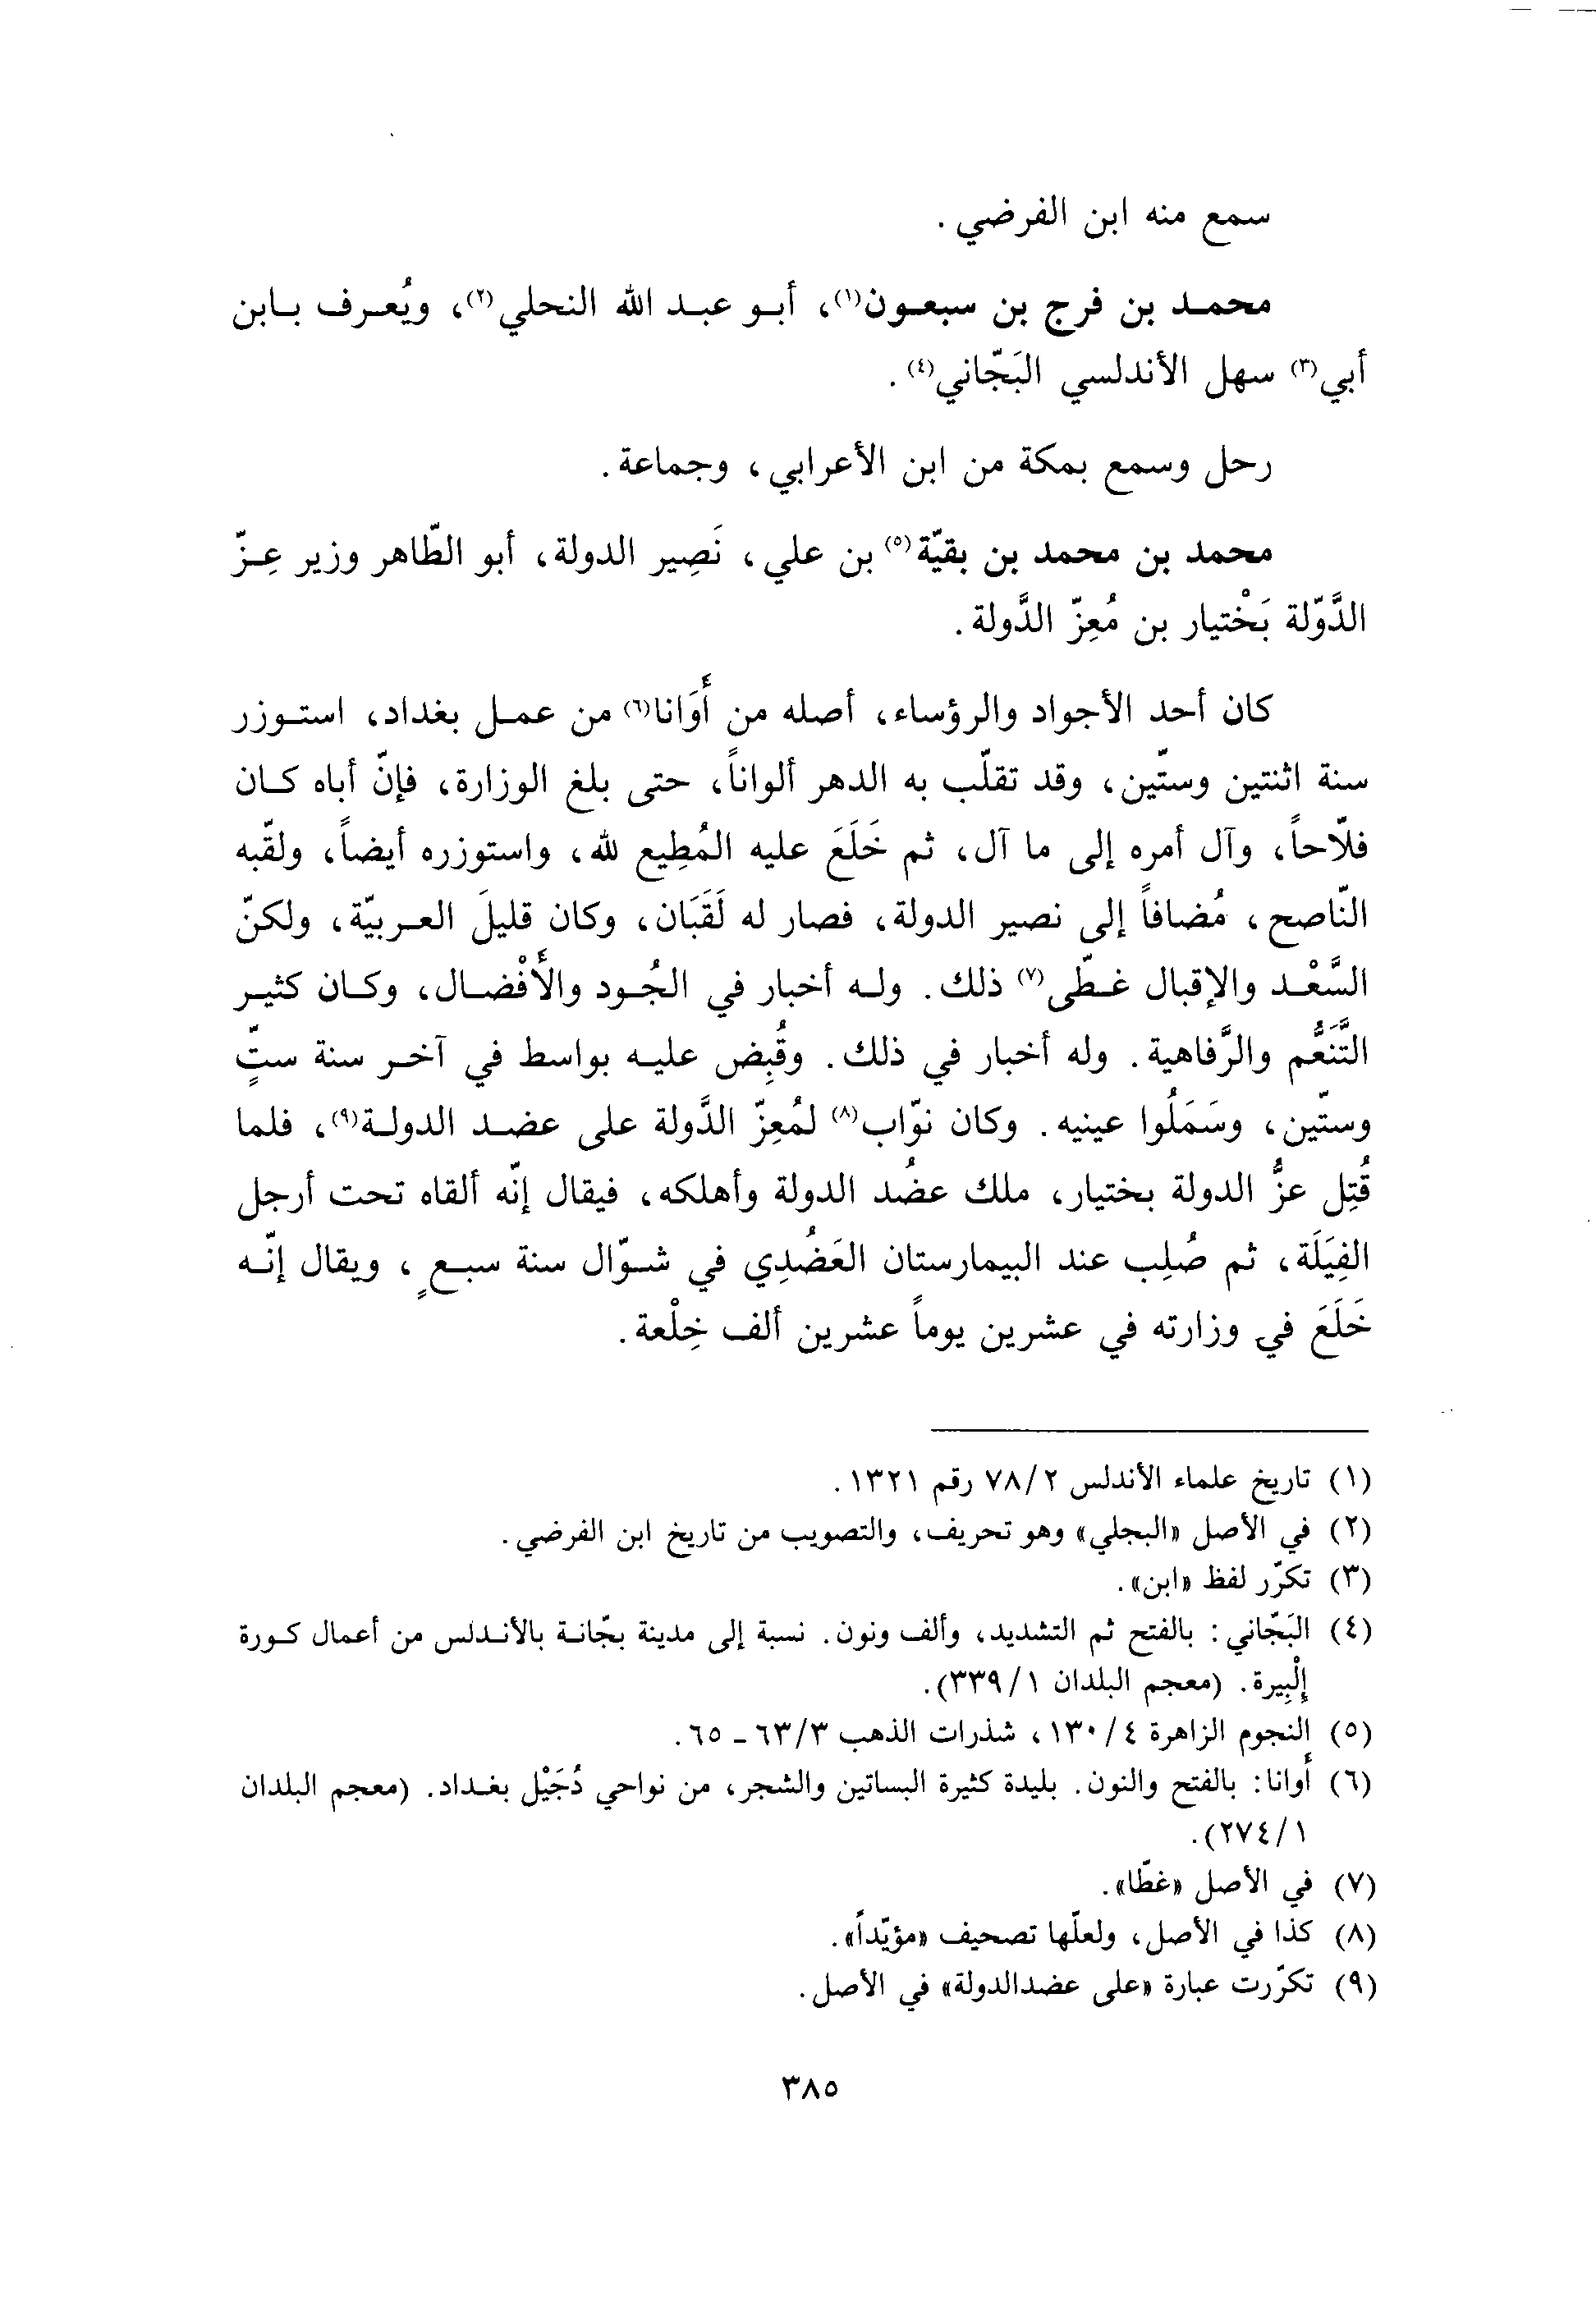 سمع منه ابن الفرضي.
محمد بن فرج بن سبعون(١)، أبو عبد الله النحلي(٢)، ويُعرف بابن
أبي(٣) سهل الأندلسي البَجّاني(٤).
رحل وسمع بمكة من ابن الأعرابي، وجماعة.
محمد بن محمد بن بقيّة(٥) بن علي، نَصِير الدولة، أبو الطّاهر وزير عِزّ
الدَّوّلة بَخْتيار بن مُعِزّ الدَّولة.
كان أحد الأجواد والرؤساء، أصله من أَوَانا(٦) من عمل بغداد، استوزر
سنة اثنتين وستّين، وقد تقلّب به الدهر ألواناً، حتى بلغ الوزارة، فإنّ أباه كان
فلّاحاً، وآل أمره إلى ما آل، ثم خَلَعَ عليه المُطِيع لله، واستوزره أيضاً، ولقّبه
النّاصح، مُضافاً إلى نصير الدولة، فصار له لَقَبَان، وكان قليلَ العربيّة، ولكنّ
السَّعْد والإقبال غطّى(٧) ذلك. وله أخبار في الجُود والأَفْضال، وكان كثير
التَّنَعُّم والرَّفاهية. وله أخبار في ذلك. وقُبِض عليه بواسط في آخر سنة ستٍّ
وستّين، وسَمَلُوا عينيه. وكان نوّاب(٨) لمُعِزّ الدَّولة على عضد الدولة(٩)، فلما
قُتِل عزُّ الدولة بختيار، ملك عضُد الدولة وأهلكه، فيقال إنّه ألقاه تحت أرجل
الفِيَلَة، ثم صُلِب عند البيمارستان العَضُدِي في شوّال سنة سبعٍ، ويقال إنّه
خَلَعَ في وزارته في عشرين يوماً عشرين ألف خِلْعة.
(١) تاريخ علماء الأندلس ٧٨/٢ رقم ١٣٢١.
(٢) في الأصل «البجلي» وهو تحريف، والتصويب من تاريخ ابن الفرضي.
(٣) تكرّر لفظ «ابن».
(٤) البَجّاني: بالفتح ثم التشديد، وألف ونون. نسبة إلى مدينة بجّانة بالأندلس من أعمال كورة
إلْبِيرة. (معجم البلدان ٣٣٩/١).
(٥) النجوم الزاهرة ١٣٠/٤، شذرات الذهب ٦٣/٣ ـ ٦٥.
(٦) أَوانا: بالفتح والنون. بليدة كثيرة البساتين والشجر، من نواحي دُجَيْل بغداد. (معجم البلدان
٢٧٤/١).
(٧) في الأصل «غطّا».
(٨) كذا في الأصل، ولعلّها تصحيف «مؤيّداً».
(٩) تكرّرت عبارة «على عضدالدولة» في الأصل.
٣٨٥